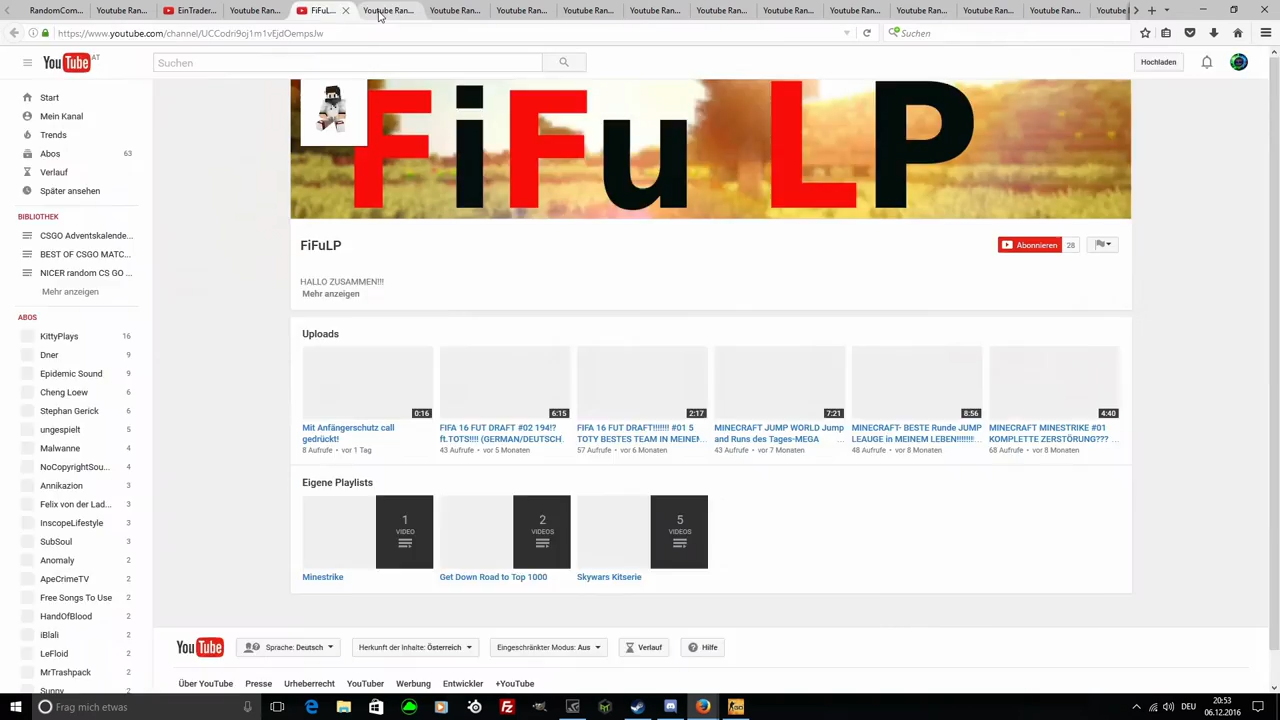 RandomCom...
EinTrader...
Youtube Ran...
FiFuLP...
Youtube Ran...
Youtube Ran...
Youtube Ran...
Youtube Ran...
Youtube Ran...
Youtube Ran...
Youtube Ran...
Youtube Ran...
Youtube Ran...
Youtube Ran...
Youtube
https://www.youtube.com/channel/UCCodri9oj1m1vEjdOempsJw
Suchen
YouTube AT
Suchen
Hochladen
Start
Mein Kanal
Trends
Abos 63
Verlauf
Später ansehen
BIBLIOTHEK
CSGO Adventskalende...
BEST OF CSGO MATC...
NICER random CS GO ...
Mehr anzeigen
ABOS
KittyPlays 16
Dner 9
Epidemic Sound 9
Cheng Loew 6
Stephan Gerick 6
ungespielt 6
Malwanne 4
NoCopyrightSou... 4
Annikazion 3
Felix von der Lad... 3
InscopeLifestyle 3
SubSoul 3
Anomaly 2
ApeCrimeTV 2
Free Songs To Use 2
HandOfBlood 2
iBlali 2
LeFloid 2
MrTrashpack 2
Sunny 2
FiFu LP
FiFuLP
Abonnieren 28
HALLO ZUSAMMEN!!!
Mehr anzeigen
Uploads
0:16
Mit Anfängerschutz call
gedrückt!
8 Aufrufe • vor 1 Tag
6:15
FIFA 16 FUT DRAFT #02 194!?
ft.TOTS!!!! (GERMAN/DEUTSCH...
43 Aufrufe • vor 5 Monaten
2:17
FIFA 16 FUT DRAFT!!!!!!! #01 5
TOTY BESTES TEAM IN MEINEM...
57 Aufrufe • vor 6 Monaten
7:21
MINECRAFT JUMP WORLD Jump
and Runs des Tages-MEGA ...
43 Aufrufe • vor 7 Monaten
8:56
MINECRAFT- BESTE Runde JUMP
LEAUGE in MEINEM LEBEN!!!!!!!!...
48 Aufrufe • vor 8 Monaten
4:40
MINECRAFT MINESTRIKE #01
KOMPLETTE ZERSTÖRUNG??? ...
68 Aufrufe • vor 8 Monaten
Eigene Playlists
1
VIDEO
Minestrike
2
VIDEOS
Get Down Road to Top 1000
5
VIDEOS
Skywars Kitserie
YouTube
Sprache: Deutsch
Herkunft der Inhalte: Österreich
Eingeschränkter Modus: Aus
Verlauf
Hilfe
Über YouTube Presse Urheberrecht YouTuber Werbung Entwickler +YouTube
Frag mich etwas
DEU
20:53
06.12.2016